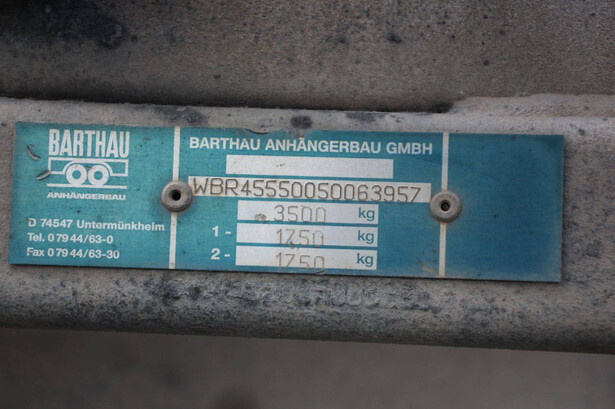 BARTHAU
ANHÄNGERBAU
D 74547 Untermünkheim
Tel. 0 79 44/63-0
Fax 0 79 44/63-30
BARTHAU ANHÄNGERBAU GMBH
WBR45550050063957
3500 kg
1 - 1750 kg
2 - 1750 kg